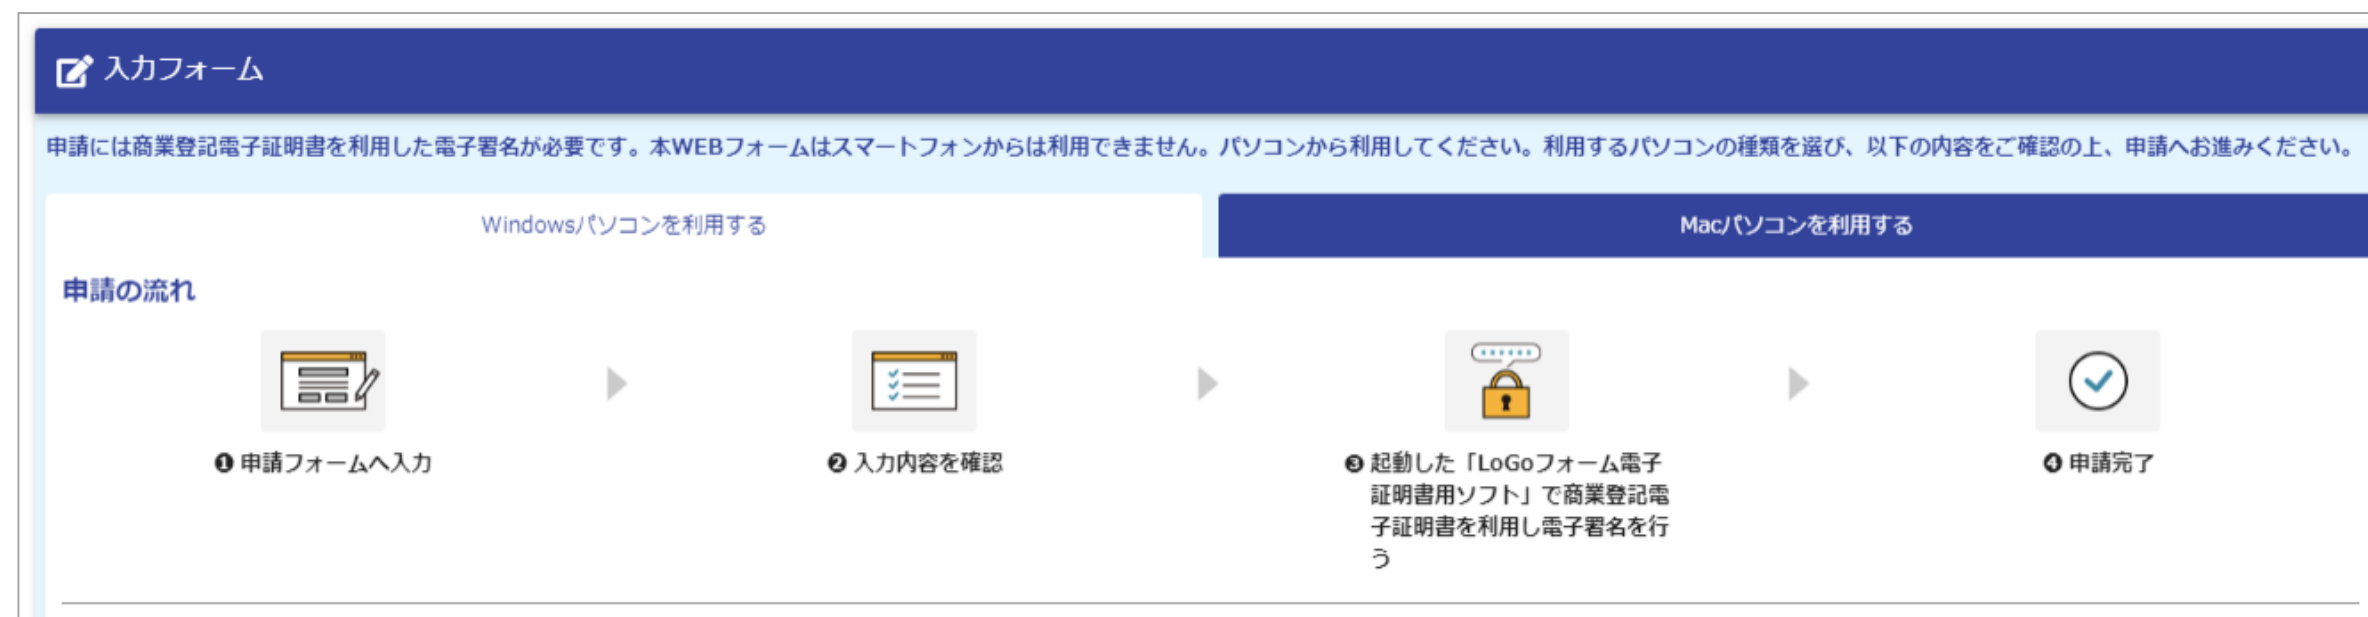 入力フォーム
申請には商業登記電子証明書を利用した電子署名が必要です。本WEBフォームはスマートフォンからは利用できません。パソコンから利用してください。利用するパソコンの種類を選び、以下の内容をご確認の上、申請へお進みください。
Windowsパソコンを利用する
Macパソコンを利用する
申請の流れ
❶ 申請フォームへ入力
❷ 入力内容を確認
❸ 起動した「LoGoフォーム電子
証明書用ソフト」で商業登記電
子証明書を利用し電子署名を行
う
❹ 申請完了